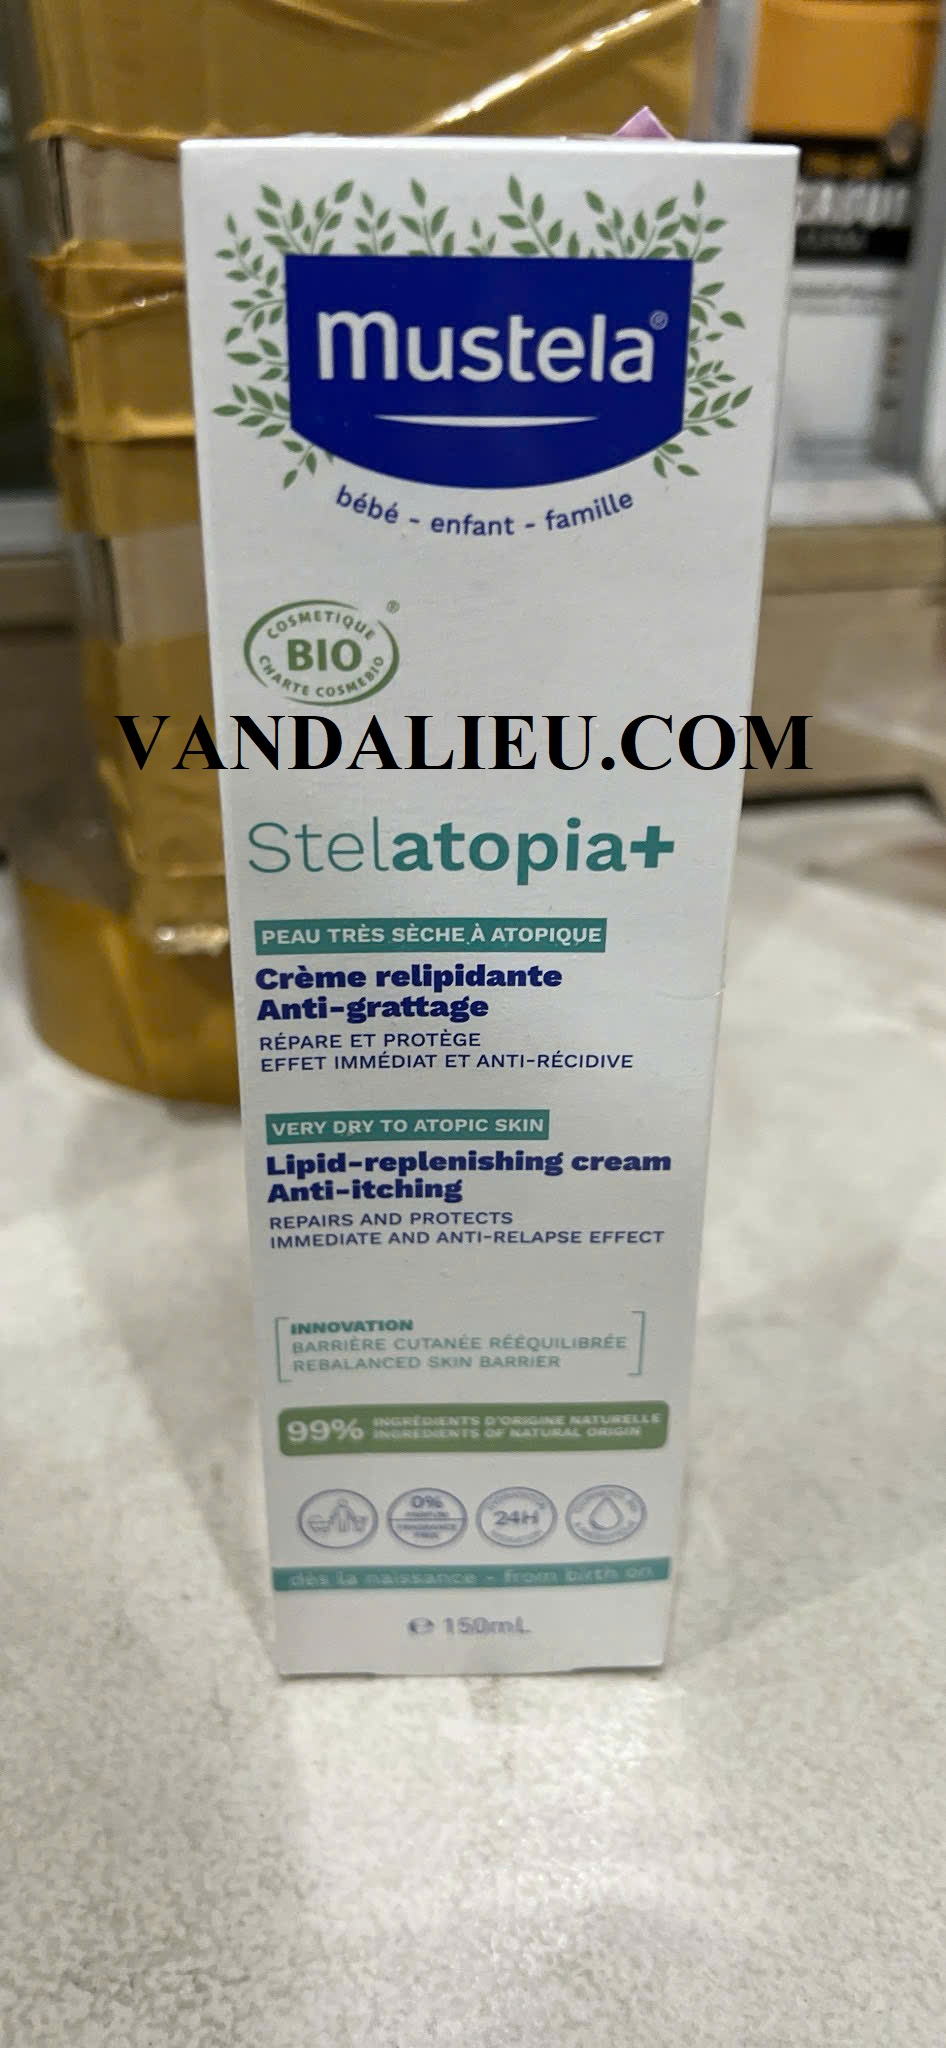 mustela®
bébé - enfant - famille
COSMETIQUE ®
BIO
CHARTE COSMEBIO
VANDALIEU.COM
Stelatopia+
PEAU TRÈS SÈCHE À ATOPIQUE
Crème relipidante
Anti-grattage
RÉPARE ET PROTÈGE
EFFET IMMÉDIAT ET ANTI-RÉCIDIVE
VERY DRY TO ATOPIC SKIN
Lipid-replenishing cream
Anti-itching
REPAIRS AND PROTECTS
IMMEDIATE AND ANTI-RELAPSE EFFECT
INNOVATION
BARRIÈRE CUTANÉE RÉÉQUILIBRÉE
REBALANCED SKIN BARRIER
99% INGRÉDIENTS D'ORIGINE NATURELLE
INGREDIENTS OF NATURAL ORIGIN
0%
PARFUM
FRAGRANCE
FREE
24H
dès la naissance - from birth on
e 150mL